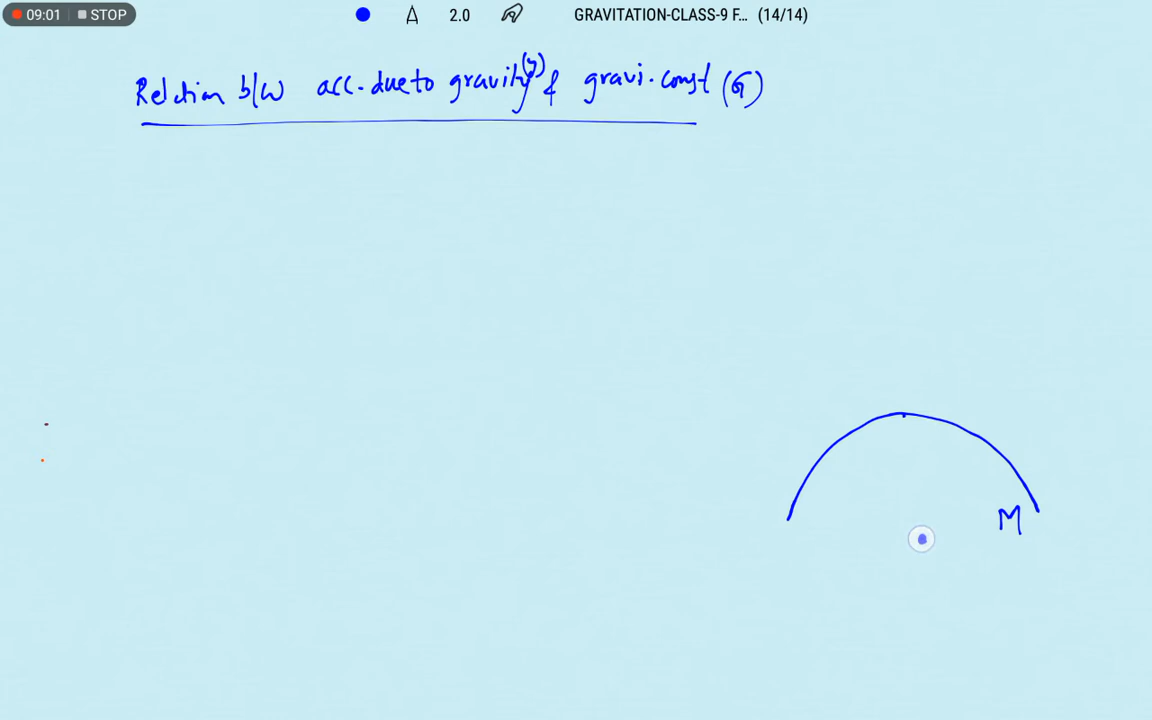 09:01 STOP 2.0 GRAVITATION-CLASS-9 F... (14/14)
Relation b/w acc. due to gravity (g) & gravi. const (G)
M